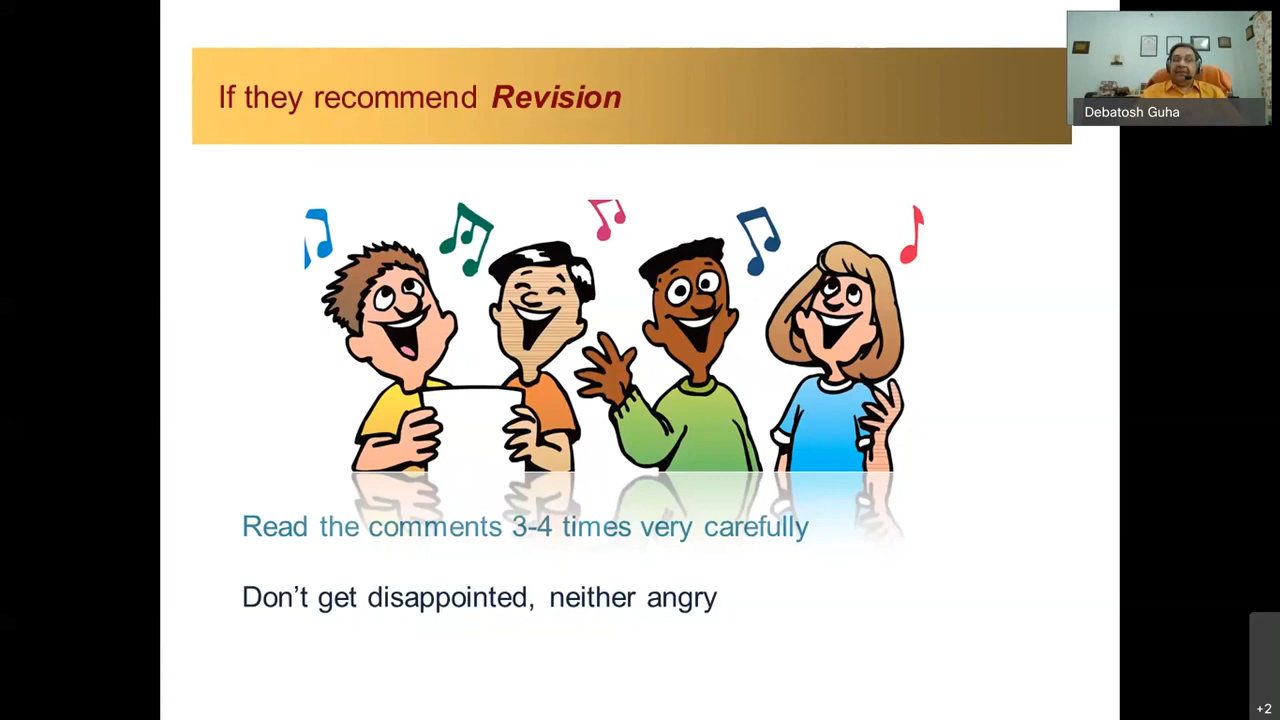 If they recommend Revision
Debatosh Guha
Read the comments 3-4 times very carefully
Don’t get disappointed, neither angry
+2